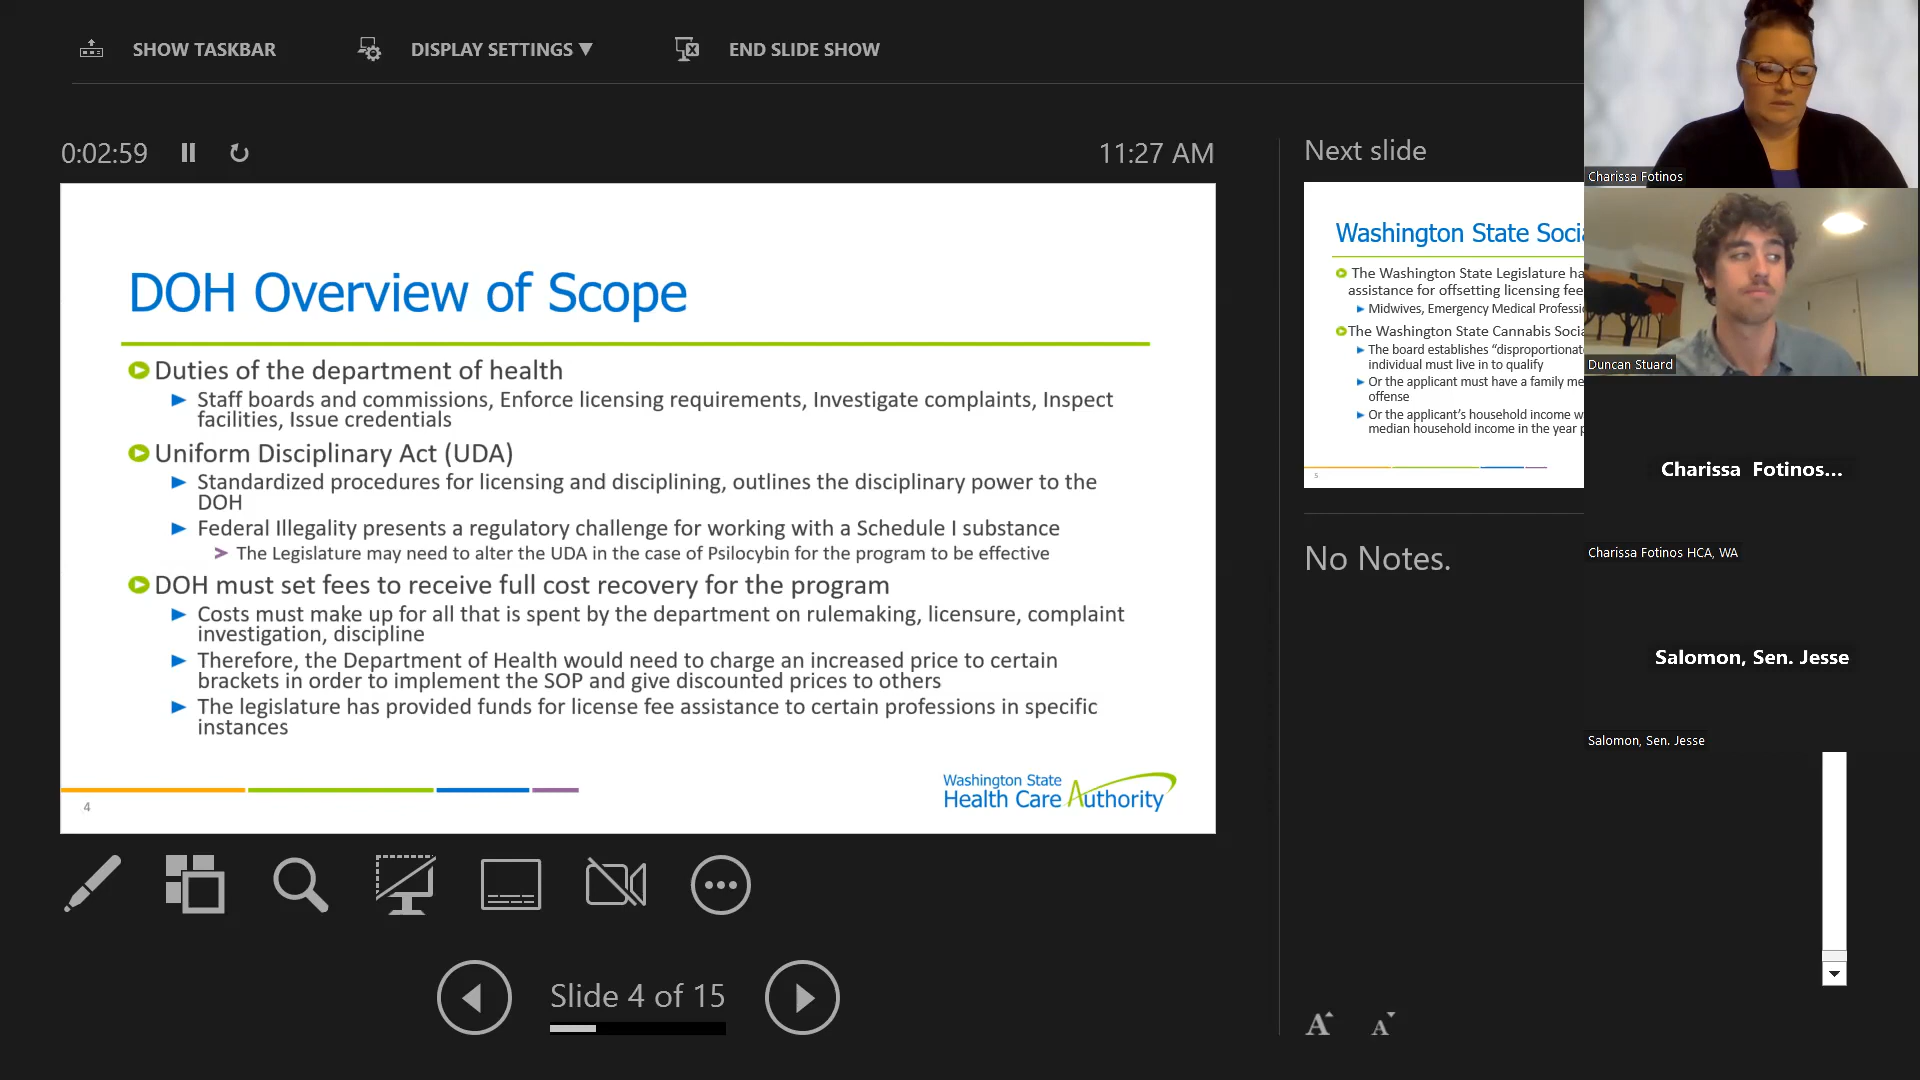 SHOW TASKBAR
DISPLAY SETTINGS ▼
END SLIDE SHOW
0:02:59
11:27 AM
DOH Overview of Scope
Duties of the department of health
Staff boards and commissions, Enforce licensing requirements, Investigate complaints, Inspect
facilities, Issue credentials
Uniform Disciplinary Act (UDA)
Standardized procedures for licensing and disciplining, outlines the disciplinary power to the
DOH
Federal Illegality presents a regulatory challenge for working with a Schedule I substance
The Legislature may need to alter the UDA in the case of Psilocybin for the program to be effective
DOH must set fees to receive full cost recovery for the program
Costs must make up for all that is spent by the department on rulemaking, licensure, complaint
investigation, discipline
Therefore, the Department of Health would need to charge an increased price to certain
brackets in order to implement the SOP and give discounted prices to others
The legislature has provided funds for license fee assistance to certain professions in specific
instances
4
Washington State
Health Care Authority
Slide 4 of 15
Next slide
Washington State Socia
The Washington State Legislature ha
assistance for offsetting licensing fee
Midwives, Emergency Medical Professi
The Washington State Cannabis Socia
The board establishes “disproportionat
individual must live in to qualify
Or the applicant must have a family me
offense
Or the applicant’s household income w
median household income in the year p
5
No Notes.
A
A
Charissa Fotinos
Duncan Stuard
Charissa Fotinos...
Charissa Fotinos HCA, WA
Salomon, Sen. Jesse
Salomon, Sen. Jesse